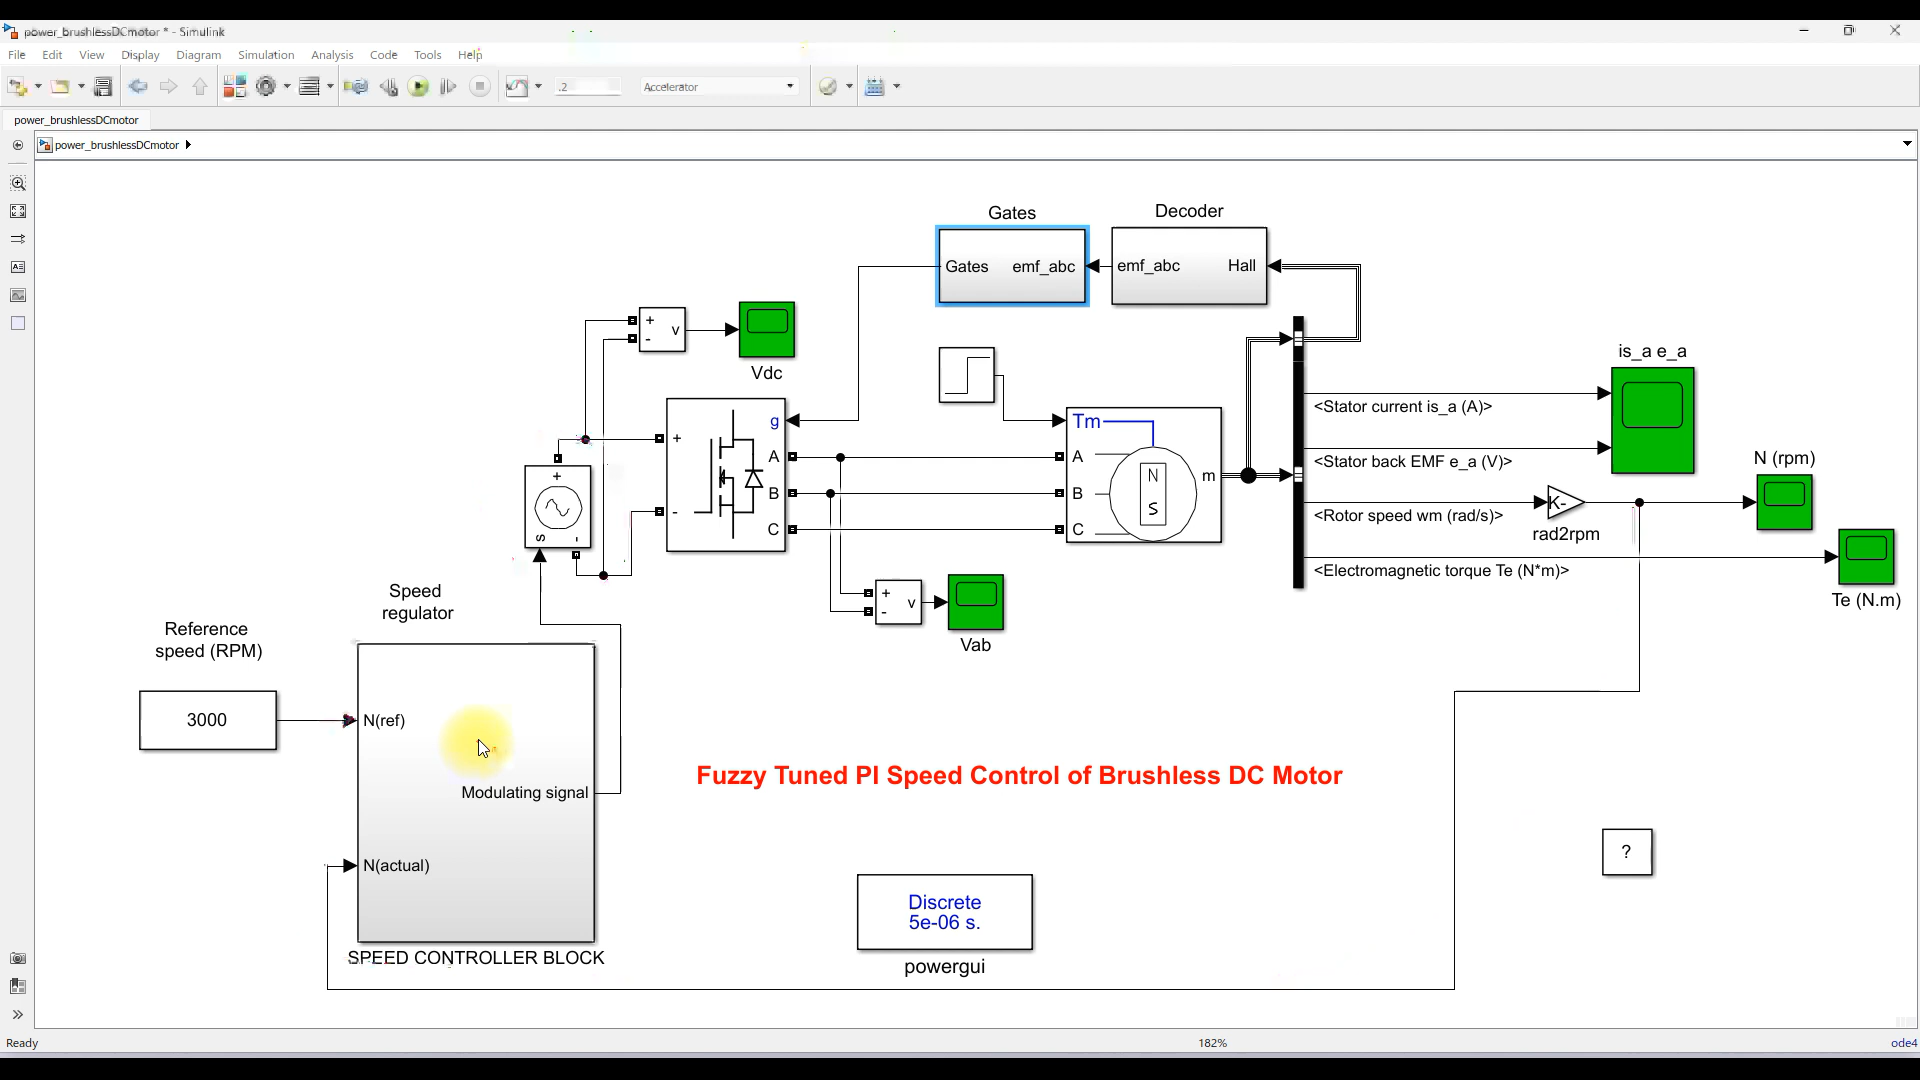 power_brushlessDCmotor * - Simulink
File Edit View Display Diagram Simulation Analysis Code Tools Help
.2 Accelerator
power_brushlessDCmotor
power_brushlessDCmotor
Gates
Decoder
Gates emf_abc
emf_abc Hall
+
-
v
Vdc
g
+
A
B
-
C
+
s
-
Tm
A
B
C
N
S
m
is_a e_a
<Stator current is_a (A)>
<Stator back EMF e_a (V)>
N (rpm)
<Rotor speed wm (rad/s)>
K-
rad2rpm
<Electromagnetic torque Te (N*m)>
Te (N.m)
+
-
v
Vab
Speed
regulator
Reference
speed (RPM)
3000
N(ref)
Modulating signal
N(actual)
SPEED CONTROLLER BLOCK
Fuzzy Tuned PI Speed Control of Brushless DC Motor
?
Discrete
5e-06 s.
powergui
Ready
182%
ode4